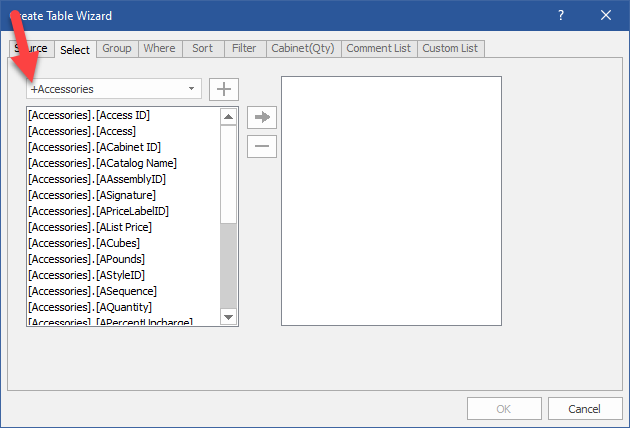 Create Table Wizard
?
Source Select Group Where Sort Filter Cabinet(Qty) Comment List Custom List
+Accessories
[Accessories].[Access ID]
[Accessories].[Access]
[Accessories].[ACabinet ID]
[Accessories].[ACatalog Name]
[Accessories].[AAssemblyID]
[Accessories].[ASignature]
[Accessories].[APriceLabelID]
[Accessories].[AList Price]
[Accessories].[ACubes]
[Accessories].[APounds]
[Accessories].[AStyleID]
[Accessories].[ASequence]
[Accessories].[AQuantity]
[Accessories].[APercentUpcharge]
OK Cancel